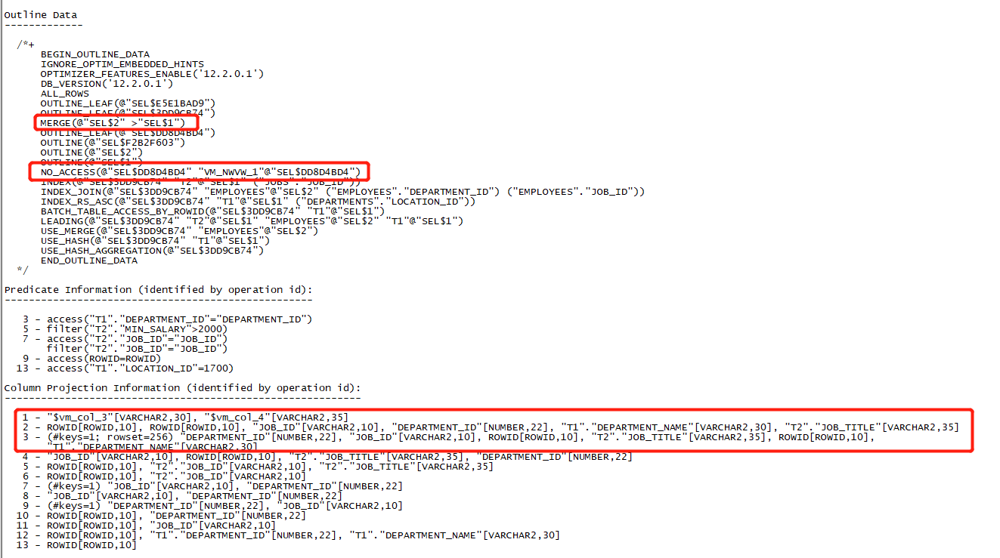 Outline Data
-------------
/*+
BEGIN_OUTLINE_DATA
IGNORE_OPTIM_EMBEDDED_HINTS
OPTIMIZER_FEATURES_ENABLE('12.2.0.1')
DB_VERSION('12.2.0.1')
ALL_ROWS
OUTLINE_LEAF(@"SEL$E5E1BAD9")
OUTLINE_LEAF(@"SEL$3DD9CB74")
MERGE(@"SEL$2" >"SEL$1")
OUTLINE_LEAF(@"SEL$DD8D4BD4")
OUTLINE(@"SEL$F2B2F603")
OUTLINE(@"SEL$2")
OUTLINE(@"SEL$1")
NO_ACCESS(@"SEL$DD8D4BD4" "VM_NWVW_1"@"SEL$DD8D4BD4")
INDEX(@"SEL$3DD9CB74" "T2"@"SEL$1" ("JOBS"."JOB_ID"))
INDEX_JOIN(@"SEL$3DD9CB74" "EMPLOYEES"@"SEL$2" ("EMPLOYEES"."DEPARTMENT_ID") ("EMPLOYEES"."JOB_ID"))
INDEX_RS_ASC(@"SEL$3DD9CB74" "T1"@"SEL$1" ("DEPARTMENTS"."LOCATION_ID"))
BATCH_TABLE_ACCESS_BY_ROWID(@"SEL$3DD9CB74" "T1"@"SEL$1")
LEADING(@"SEL$3DD9CB74" "T2"@"SEL$1" "EMPLOYEES"@"SEL$2" "T1"@"SEL$1")
USE_MERGE(@"SEL$3DD9CB74" "EMPLOYEES"@"SEL$2")
USE_HASH(@"SEL$3DD9CB74" "T1"@"SEL$1")
USE_HASH_AGGREGATION(@"SEL$3DD9CB74")
END_OUTLINE_DATA
*/
Predicate Information (identified by operation id):
---------------------------------------------------
3 - access("T1"."DEPARTMENT_ID"="DEPARTMENT_ID")
5 - filter("T2"."MIN_SALARY">2000)
7 - access("T2"."JOB_ID"="JOB_ID")
filter("T2"."JOB_ID"="JOB_ID")
9 - access(ROWID=ROWID)
13 - access("T1"."LOCATION_ID"=1700)
Column Projection Information (identified by operation id):
-----------------------------------------------------------
1 - "$vm_col_3"[VARCHAR2,30], "$vm_col_4"[VARCHAR2,35]
2 - ROWID[ROWID,10], ROWID[ROWID,10], "JOB_ID"[VARCHAR2,10], "DEPARTMENT_ID"[NUMBER,22], "T1"."DEPARTMENT_NAME"[VARCHAR2,30], "T2"."JOB_TITLE"[VARCHAR2,35]
3 - (#keys=1; rowset=256) "DEPARTMENT_ID"[NUMBER,22], "JOB_ID"[VARCHAR2,10], ROWID[ROWID,10], "T2"."JOB_TITLE"[VARCHAR2,35], ROWID[ROWID,10],
"T1"."DEPARTMENT_NAME"[VARCHAR2,30]
4 - "JOB_ID"[VARCHAR2,10], ROWID[ROWID,10], "T2"."JOB_TITLE"[VARCHAR2,35], "DEPARTMENT_ID"[NUMBER,22]
5 - ROWID[ROWID,10], "T2"."JOB_ID"[VARCHAR2,10], "T2"."JOB_TITLE"[VARCHAR2,35]
6 - ROWID[ROWID,10], "T2"."JOB_ID"[VARCHAR2,10]
7 - (#keys=1) "JOB_ID"[VARCHAR2,10], "DEPARTMENT_ID"[NUMBER,22]
8 - "JOB_ID"[VARCHAR2,10], "DEPARTMENT_ID"[NUMBER,22]
9 - (#keys=1) "DEPARTMENT_ID"[NUMBER,22], "JOB_ID"[VARCHAR2,10]
10 - ROWID[ROWID,10], "DEPARTMENT_ID"[NUMBER,22]
11 - ROWID[ROWID,10], "JOB_ID"[VARCHAR2,10]
12 - ROWID[ROWID,10], "T1"."DEPARTMENT_ID"[NUMBER,22], "T1"."DEPARTMENT_NAME"[VARCHAR2,30]
13 - ROWID[ROWID,10]